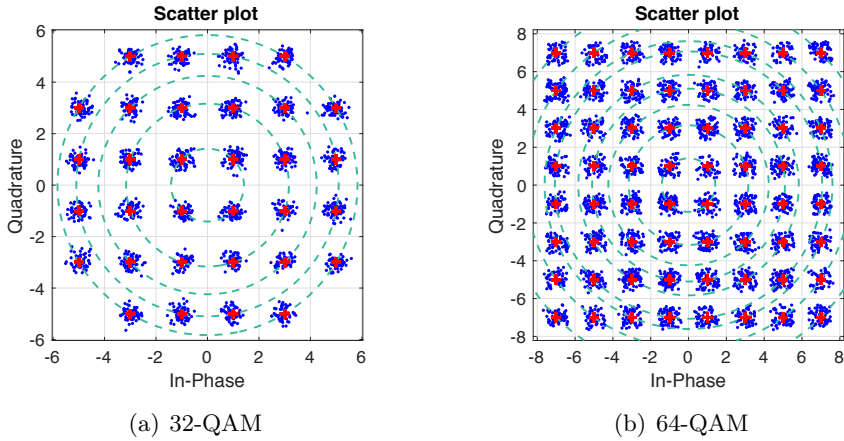 Scatter plot
6
4
2
0
-2
-4
-6
-6 -4 -2 0 2 4 6
Quadrature
In-Phase
(a) 32-QAM
Scatter plot
8
6
4
2
0
-2
-4
-6
-8
-8 -6 -4 -2 0 2 4 6 8
Quadrature
In-Phase
(b) 64-QAM